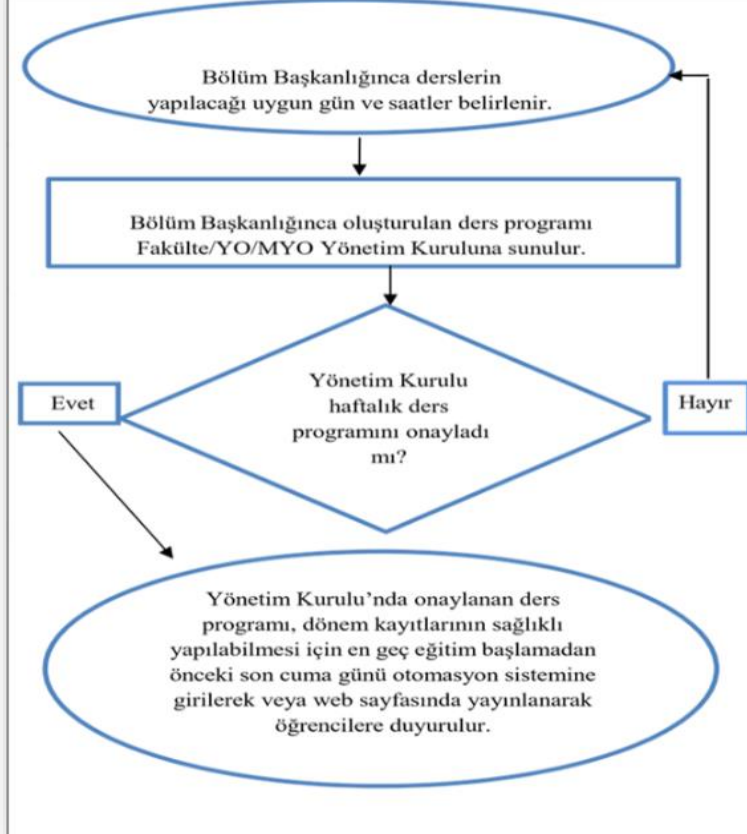 Bölüm Başkanlığınca derslerin
yapılacağı uygun gün ve saatler belirlenir.
Bölüm Başkanlığınca oluşturulan ders programı
Fakülte/YO/MYO Yönetim Kuruluna sunulur.
Yönetim Kurulu
haftalık ders
programını onayladı
mı?
Evet
Hayır
Yönetim Kurulu’nda onaylanan ders
programı, dönem kayıtlarının sağlıklı
yapılabilmesi için en geç eğitim başlamadan
önceki son cuma günü otomasyon sistemine
girilerek veya web sayfasında yayınlanarak
öğrencilere duyurulur.